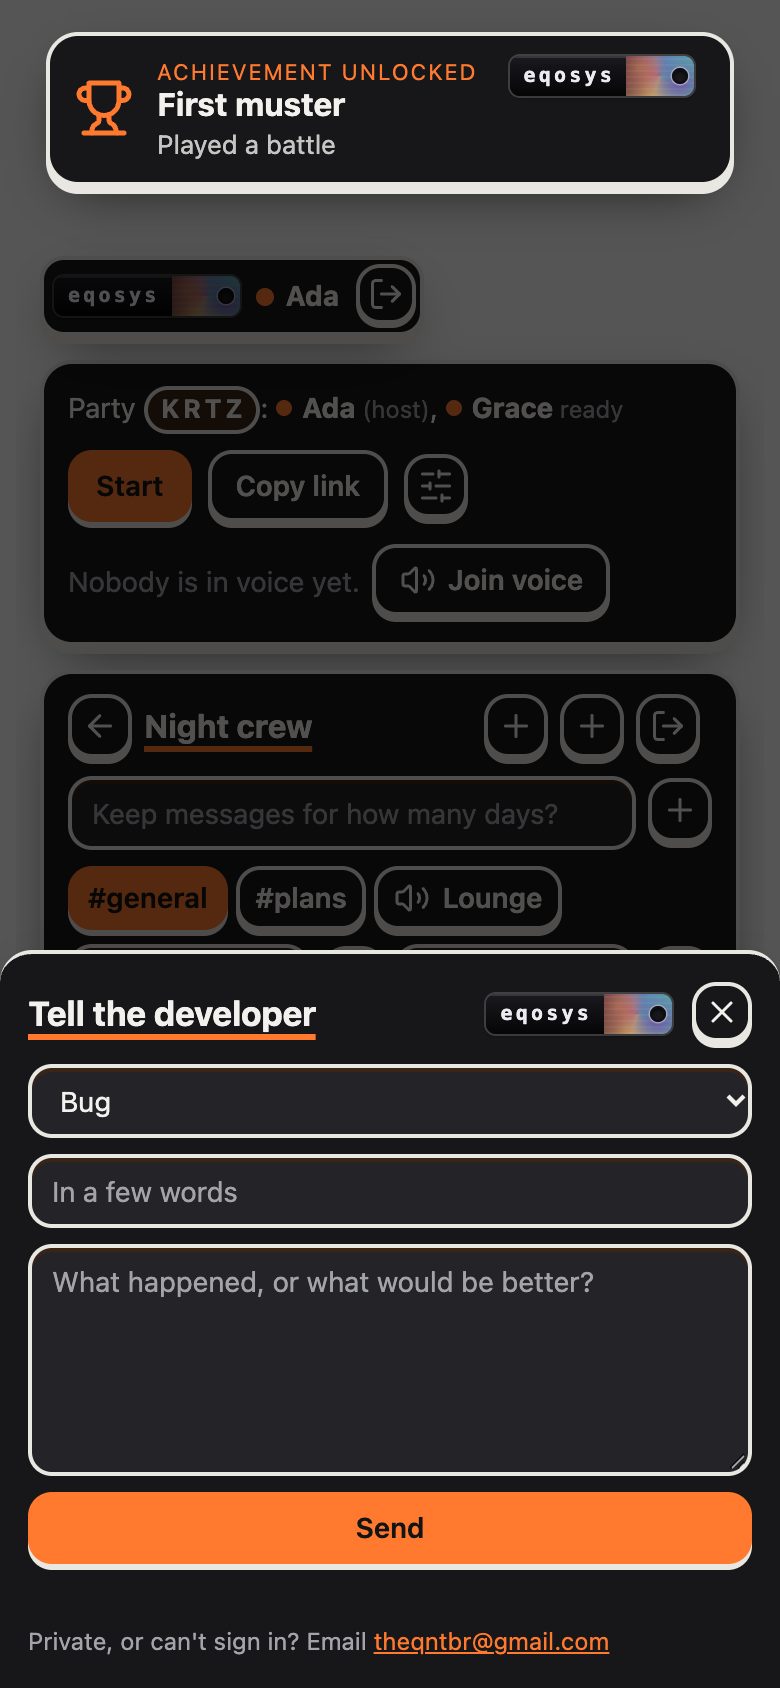 ACHIEVEMENT UNLOCKED
First muster
Played a battle
eqosys
eqosys Ada
Party KRTZ: Ada (host), Grace ready
Start Copy link
Nobody is in voice yet. Join voice
Night crew
Keep messages for how many days?
#general #plans Lounge
Tell the developer eqosys
Bug
In a few words
What happened, or what would be better?
Send
Private, or can't sign in? Email theqntbr@gmail.com